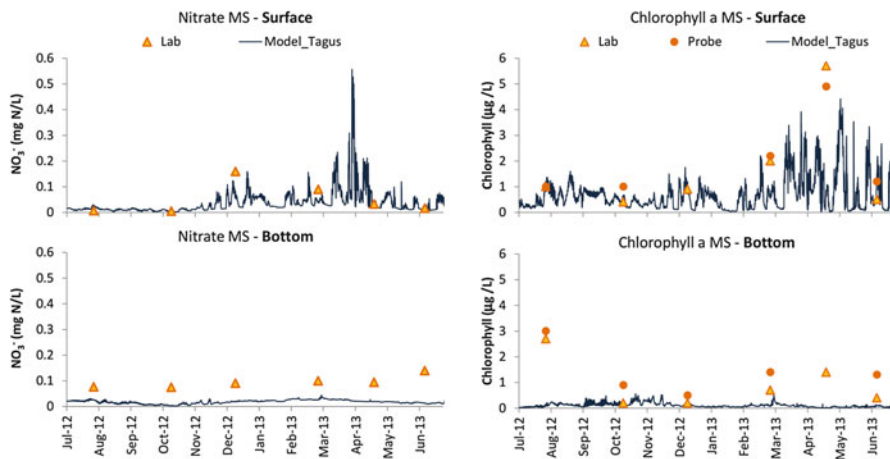 Nitrate MS - Surface
Lab Model_Tagus
NO3- (mg N/L)
0.6
0.5
0.4
0.3
0.2
0.1
0
Chlorophyll a MS - Surface
Lab Probe Model_Tagus
Chlorophyll (µg /L)
6
5
4
3
2
1
0
Nitrate MS - Bottom
NO3- (mg N/L)
0.6
0.5
0.4
0.3
0.2
0.1
0
Jul-12 Aug-12 Sep-12 Oct-12 Nov-12 Dec-12 Jan-13 Feb-13 Mar-13 Apr-13 May-13 Jun-13
Chlorophyll a MS - Bottom
Chlorophyll (µg /L)
6
5
4
3
2
1
0
Jul-12 Aug-12 Sep-12 Oct-12 Nov-12 Dec-12 Jan-13 Feb-13 Mar-13 Apr-13 May-13 Jun-13